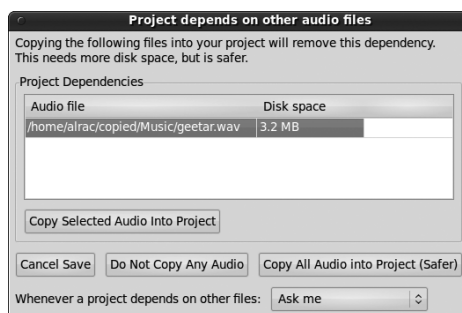 Project depends on other audio files
Copying the following files into your project will remove this dependency.
This needs more disk space, but is safer.
Project Dependencies
Audio file Disk space
/home/alrac/copied/Music/geetar.wav 3.2 MB
Copy Selected Audio Into Project
Cancel Save Do Not Copy Any Audio Copy All Audio into Project (Safer)
Whenever a project depends on other files: Ask me